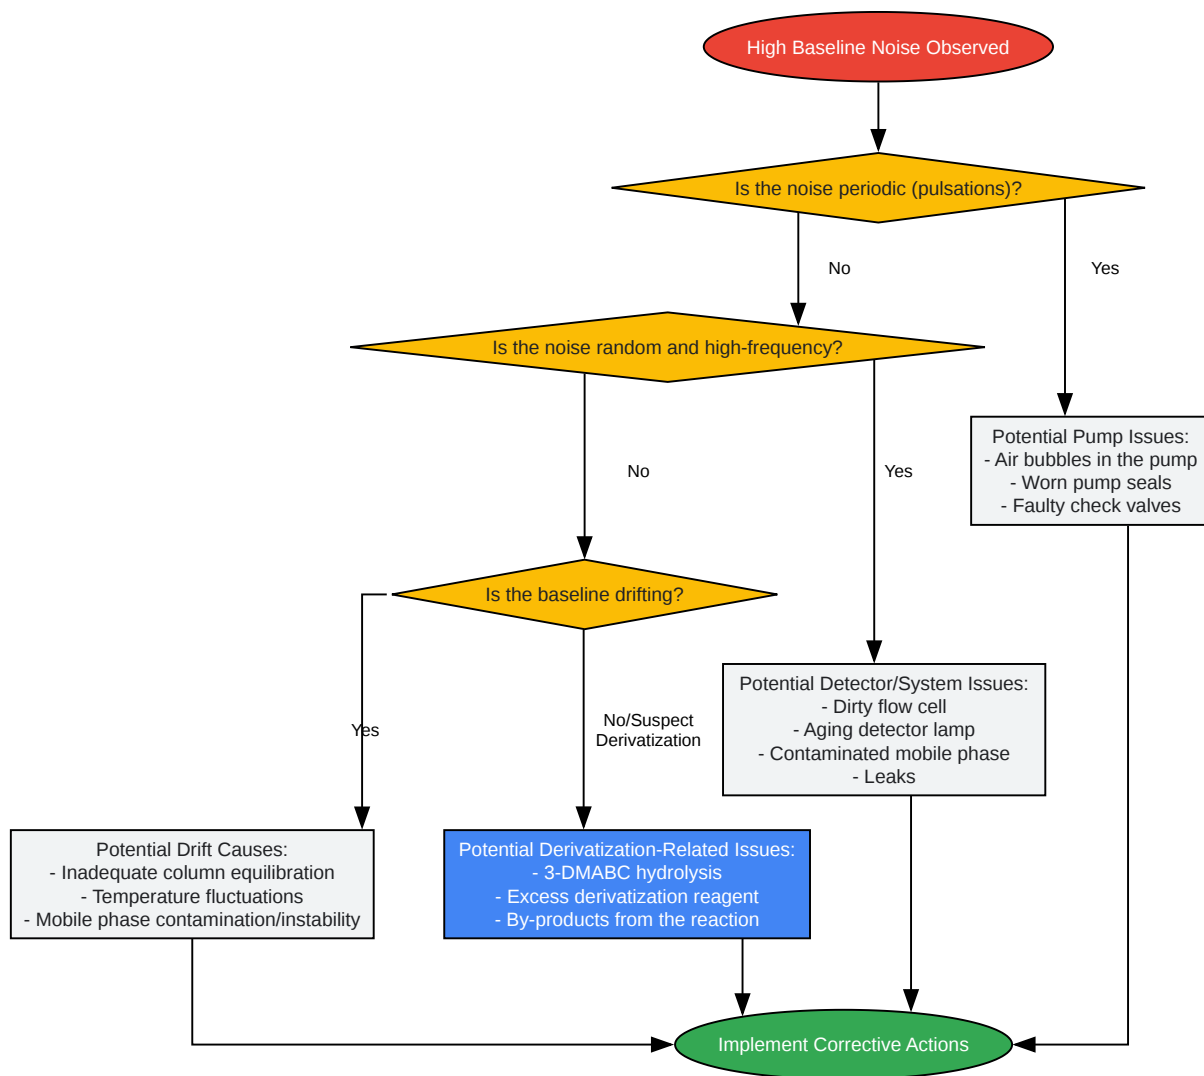 High Baseline Noise Observed
Is the noise periodic (pulsations)?
No
Yes
Is the noise random and high-frequency?
No
Yes
Potential Pump Issues:
- Air bubbles in the pump
- Worn pump seals
- Faulty check valves
Is the baseline drifting?
Yes
No/Suspect
Derivatization
Potential Detector/System Issues:
- Dirty flow cell
- Aging detector lamp
- Contaminated mobile phase
- Leaks
Potential Drift Causes:
- Inadequate column equilibration
- Temperature fluctuations
- Mobile phase contamination/instability
Potential Derivatization-Related Issues:
- 3-DMABC hydrolysis
- Excess derivatization reagent
- By-products from the reaction
Implement Corrective Actions